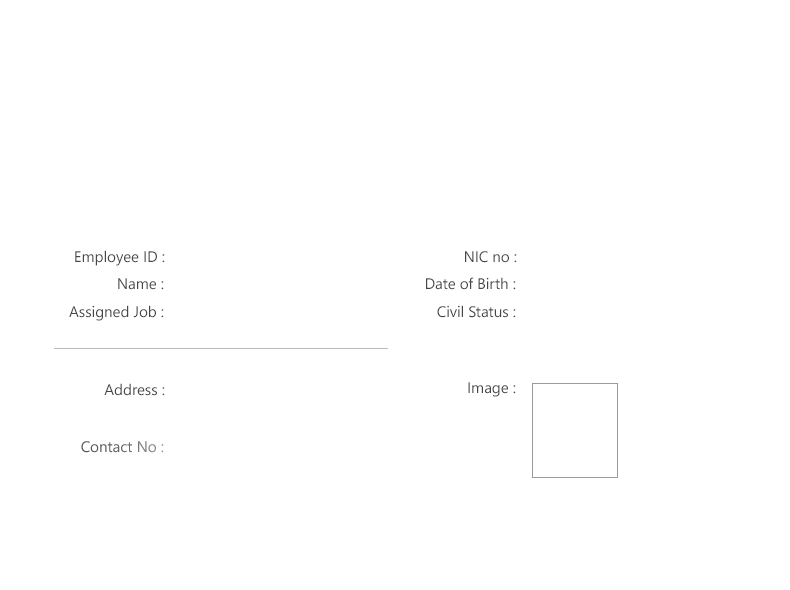 Employee ID :
Name :
Assigned Job :
NIC no :
Date of Birth :
Civil Status :
Address :
Contact No :
Image :